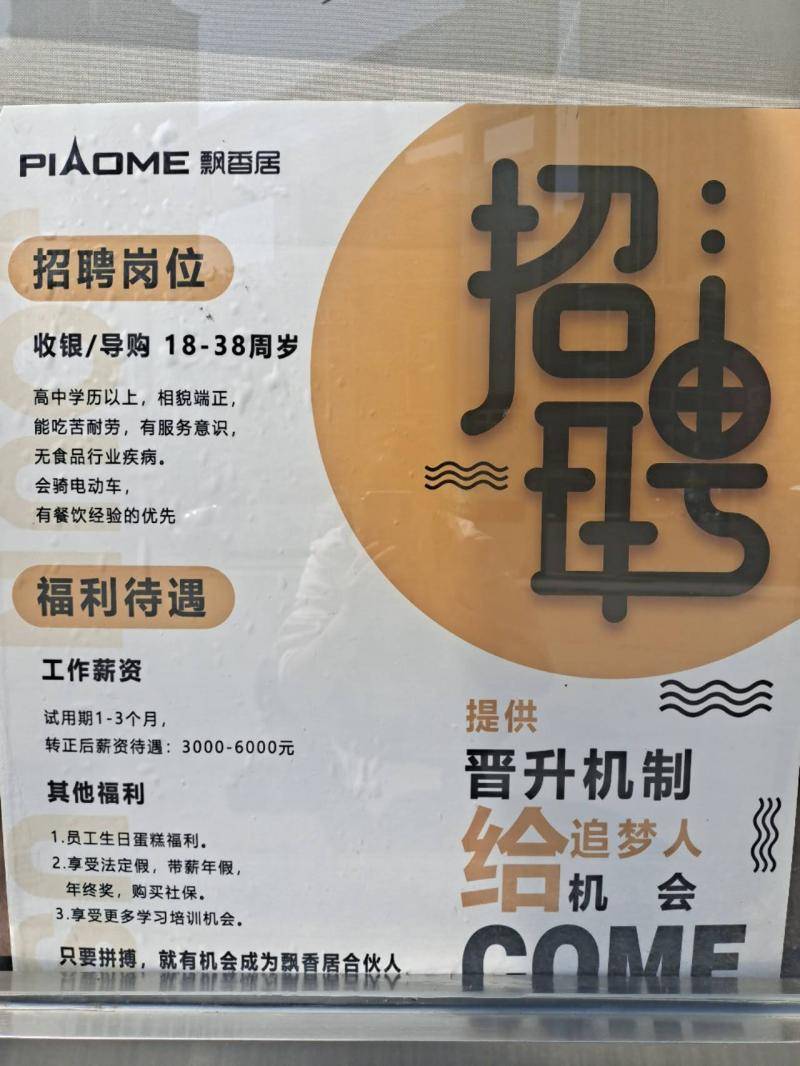 PIAOME 飘香居
招聘
招聘岗位
收银/导购 18-38周岁
高中学历以上，相貌端正，
能吃苦耐劳，有服务意识，
无食品行业疾病。
会骑电动车，
有餐饮经验的优先
福利待遇
工作薪资
试用期1-3个月，
转正后薪资待遇：3000-6000元
其他福利
1.员工生日蛋糕福利。
2.享受法定假，带薪年假，
年终奖，购买社保。
3.享受更多学习培训机会。
只要拼搏，就有机会成为飘香居合伙人
提供
晋升机制
给追梦人
机会
COME